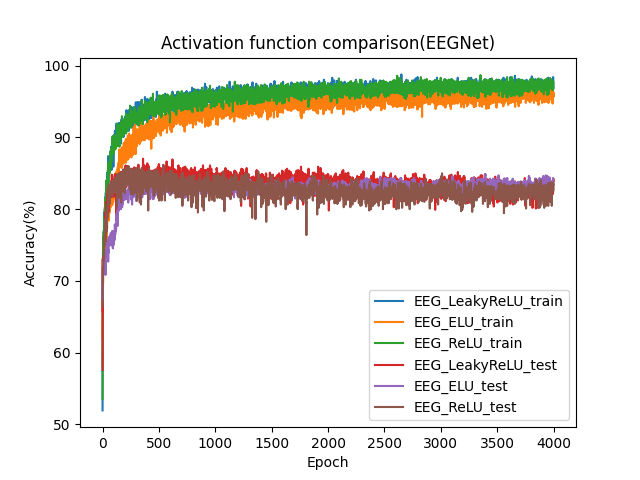 Activation function comparison(EEGNet)
Accuracy(%)
100
90
80
70
60
50
EEG_LeakyReLU_train
EEG_ELU_train
EEG_ReLU_train
EEG_LeakyReLU_test
EEG_ELU_test
EEG_ReLU_test
0 500 1000 1500 2000 2500 3000 3500 4000
Epoch